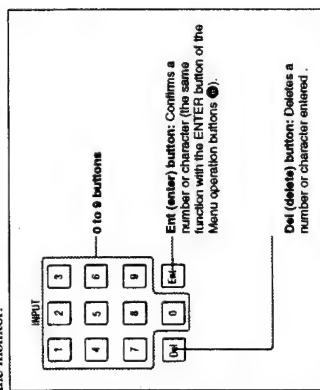 the monitor.
INPUT
1 2 3
4 5 6
7 8 9
Del 0 Ent
0 to 9 buttons
Ent (enter) button: Confirms a
number or character (the same
function with the ENTER button of the
Menu operation buttons).
Del (delete) button: Deletes a
number or character entered.